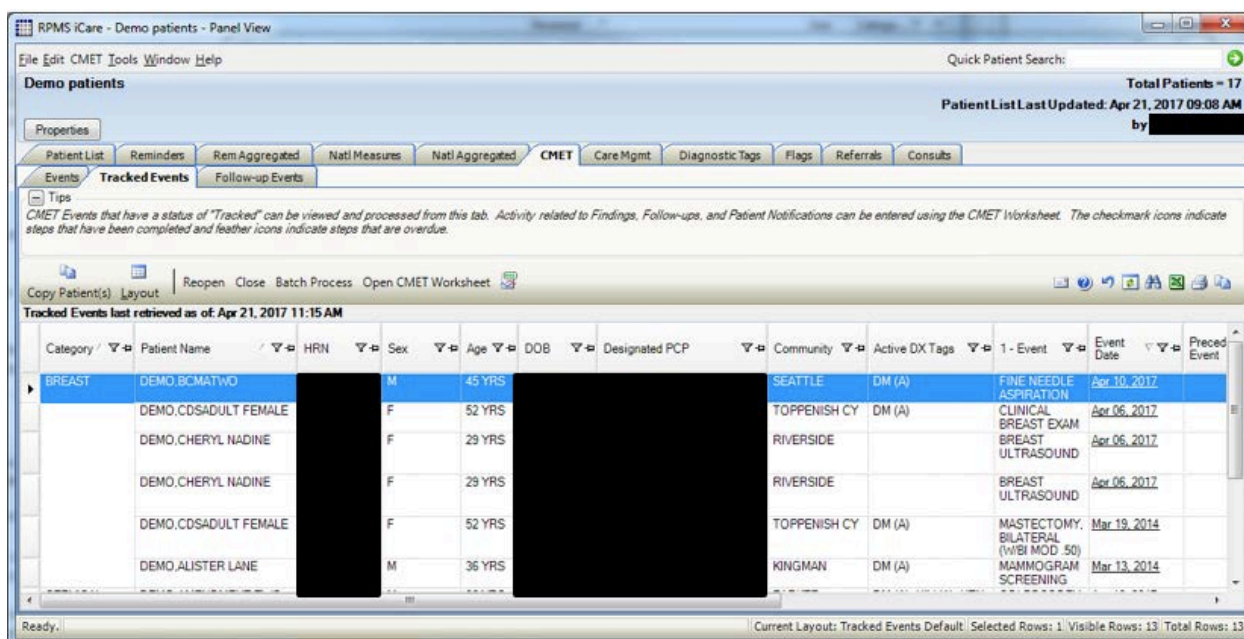 RPMS iCare - Demo patients - Panel View
File Edit CMET Tools Window Help Quick Patient Search:
Demo patients Total Patients = 17
Patient List Last Updated: Apr 21, 2017 09:08 AM
Properties by
Patient List Reminders Rem Aggregated Natl Measures Natl Aggregated CMET Care Mgmt Diagnostic Tags Flags Referrals Consults
Events Tracked Events Follow-up Events
Tips
CMET Events that have a status of "Tracked" can be viewed and processed from this tab. Activity related to Findings, Follow-ups, and Patient Notifications can be entered using the CMET Worksheet. The checkmark icons indicate
steps that have been completed and feather icons indicate steps that are overdue.
Copy Patient(s) Layout Reopen Close Batch Process Open CMET Worksheet
Tracked Events last retrieved as of: Apr 21, 2017 11:15 AM
Category Patient Name HRN Sex Age DOB Designated PCP Community Active DX Tags 1 - Event Event Date Preced Event
BREAST DEMO,BCMATWO M 45 YRS SEATTLE DM (A) FINE NEEDLE ASPIRATION Apr 10, 2017
DEMO,CDSADULT FEMALE F 52 YRS TOPPENISH CY DM (A) CLINICAL BREAST EXAM Apr 06, 2017
DEMO,CHERYL NADINE F 29 YRS RIVERSIDE BREAST ULTRASOUND Apr 06, 2017
DEMO,CHERYL NADINE F 29 YRS RIVERSIDE BREAST ULTRASOUND Apr 06, 2017
DEMO,CDSADULT FEMALE F 52 YRS TOPPENISH CY DM (A) MASTECTOMY, BILATERAL (W/BI MOD .50) Mar 19, 2014
DEMO,ALISTER LANE M 36 YRS KINGMAN DM (A) MAMMOGRAM SCREENING Mar 13, 2014
Ready. Current Layout: Tracked Events Default Selected Rows: 1 Visible Rows: 13 Total Rows: 13